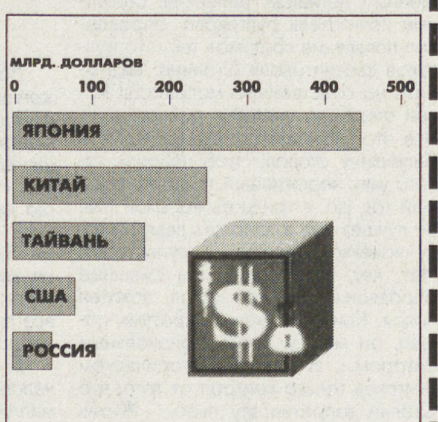 МЛРД. ДОЛЛАРОВ
0 100 200 300 400 500
ЯПОНИЯ
КИТАЙ
ТАЙВАНЬ
США
РОССИЯ
$